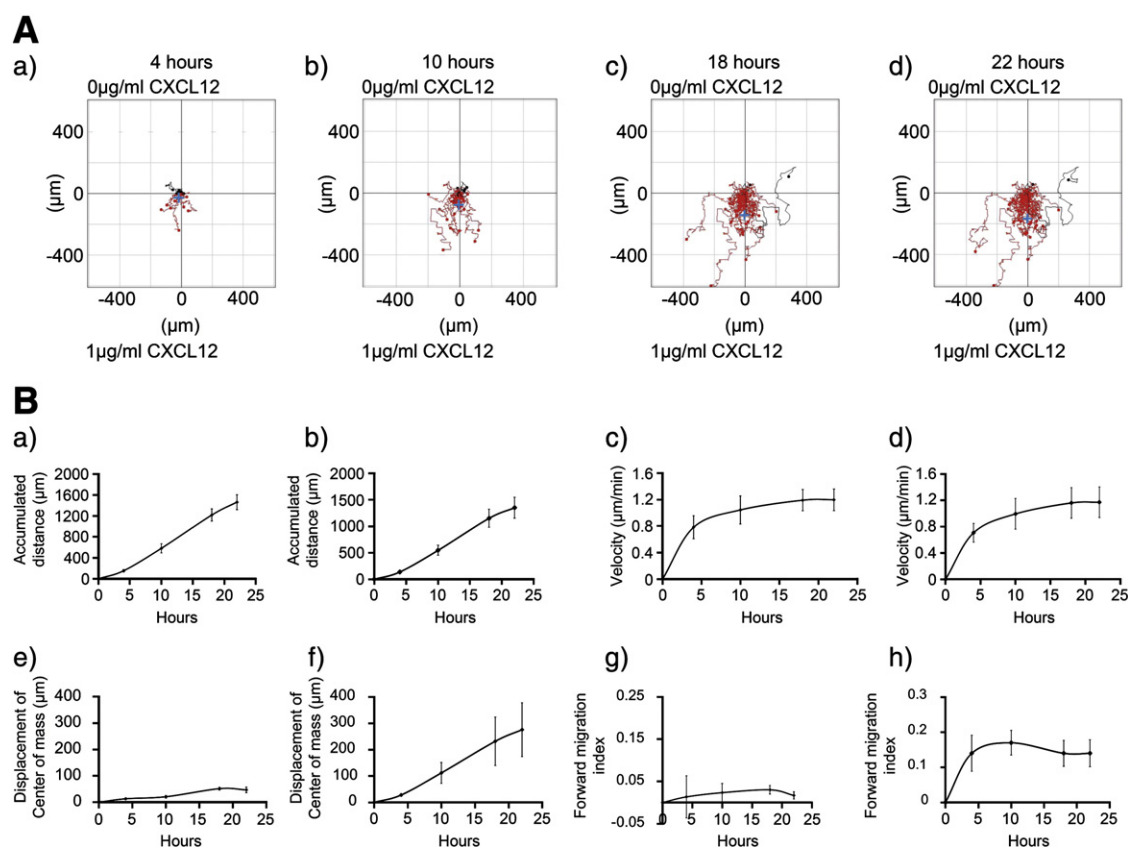 A
a) 4 hours
0µg/ml CXCL12
400
0
-400
(µm)
-400 0 400
(µm)
1µg/ml CXCL12
b) 10 hours
0µg/ml CXCL12
400
0
-400
(µm)
-400 0 400
(µm)
1µg/ml CXCL12
c) 18 hours
0µg/ml CXCL12
400
0
-400
(µm)
-400 0 400
(µm)
1µg/ml CXCL12
d) 22 hours
0µg/ml CXCL12
400
0
-400
(µm)
-400 0 400
(µm)
1µg/ml CXCL12
B
a)
Accumulated
distance (µm)
2000
1600
1200
800
400
0
0 5 10 15 20 25
Hours
b)
Accumulated
distance (µm)
2000
1500
1000
500
0
0 5 10 15 20 25
Hours
c)
Velocity (µm/min)
1.6
1.2
0.8
0.4
0
0 5 10 15 20 25
Hours
d)
Velocity (µm/min)
1.6
1.2
0.8
0.4
0
0 5 10 15 20 25
Hours
e)
Displacement of
Center of mass (µm)
400
300
200
100
0
0 5 10 15 20 25
Hours
f)
Displacement of
Center of mass (µm)
400
300
200
100
0
0 5 10 15 20 25
Hours
g)
Forward migration
index
0.25
0.15
0.05
-0.05
0 5 10 15 20 25
Hours
h)
Forward migration
index
0.3
0.2
0.1
0
0 5 10 15 20 25
Hours